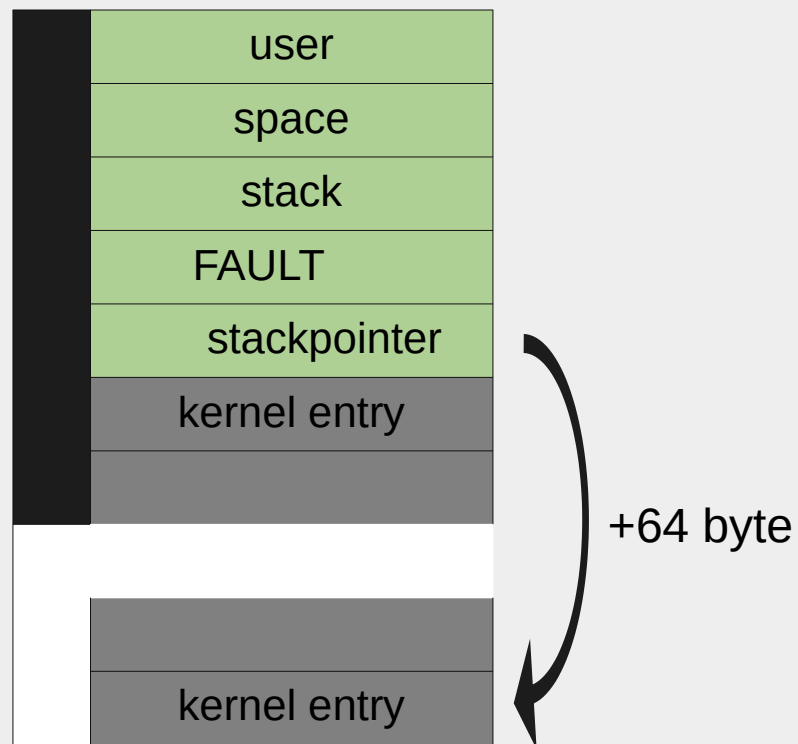 user
space
stack
FAULT
stackpointer
kernel entry
+64 byte
kernel entry